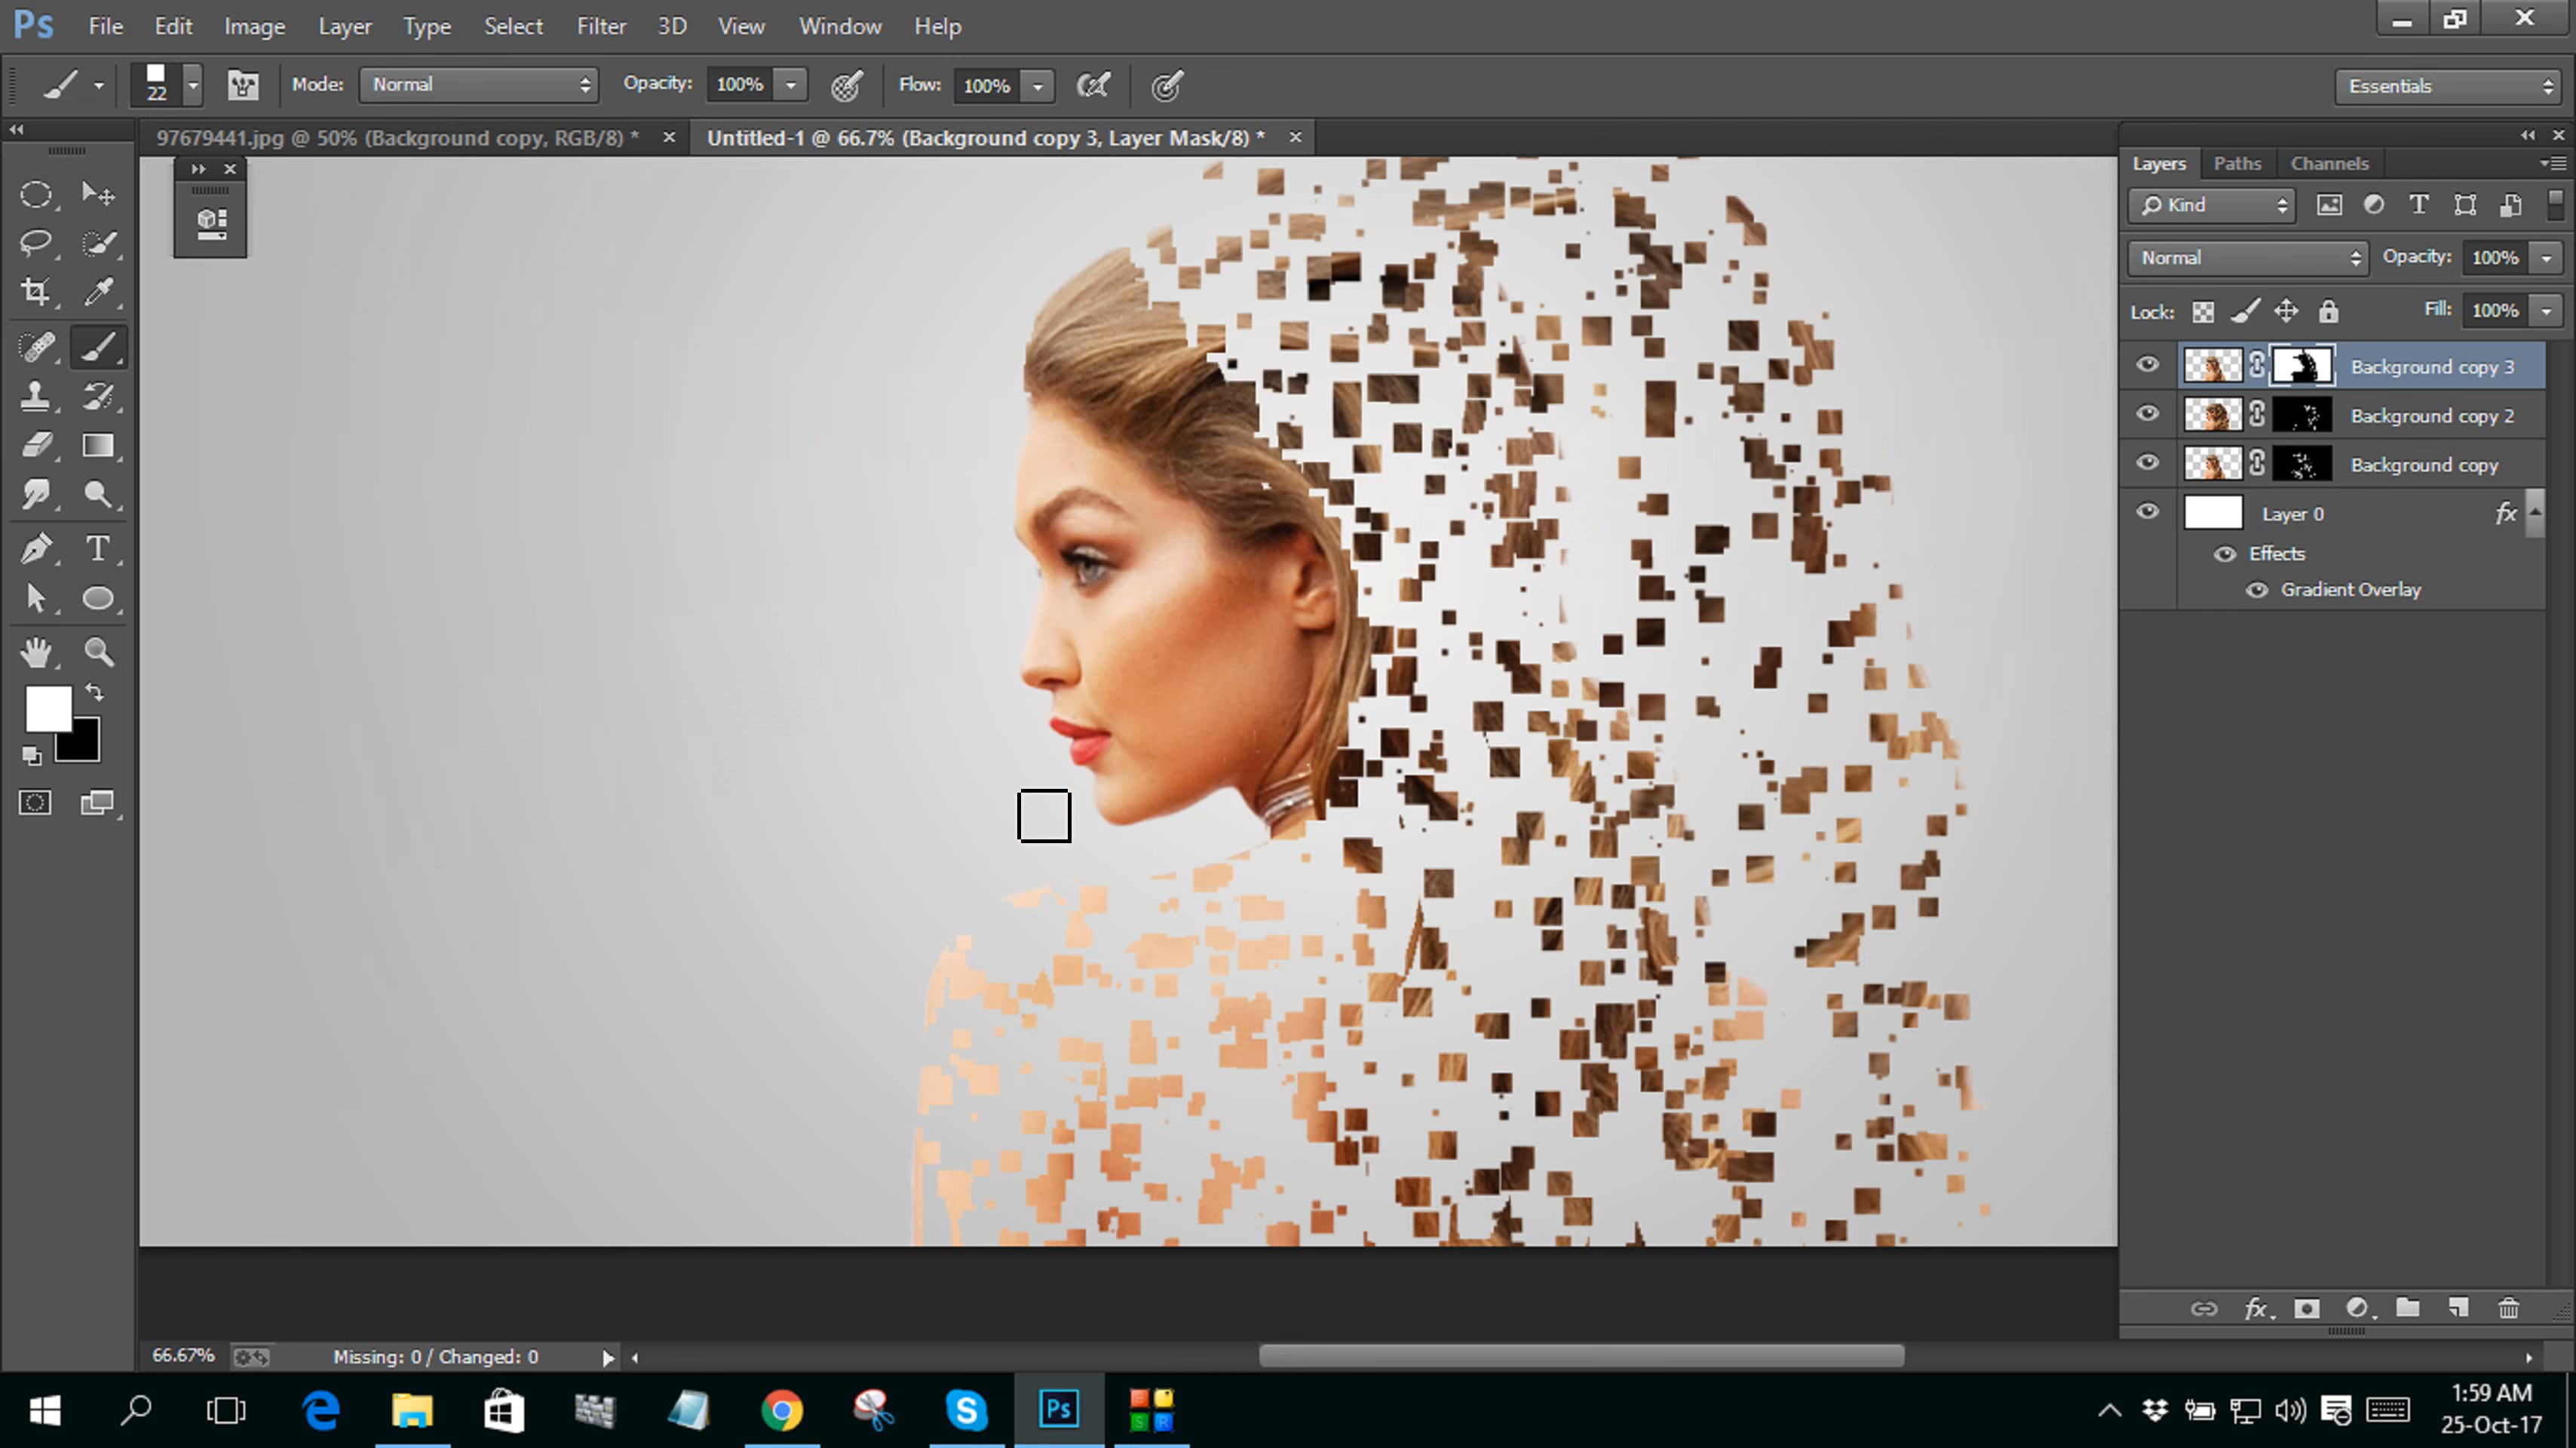 Ps File Edit Image Layer Type Select Filter 3D View Window Help
22 Mode: Normal Opacity: 100% Flow: 100% Essentials
97679441.jpg @ 50% (Background copy, RGB/8) * Untitled-1 @ 66.7% (Background copy 3, Layer Mask/8) *
Layers Paths Channels
Kind
Normal Opacity: 100%
Lock: Fill: 100%
Background copy 3
Background copy 2
Background copy
Layer 0 fx
Effects
Gradient Overlay
fx
66.67% Missing: 0 / Changed: 0
Ps
1:59 AM
25-Oct-17